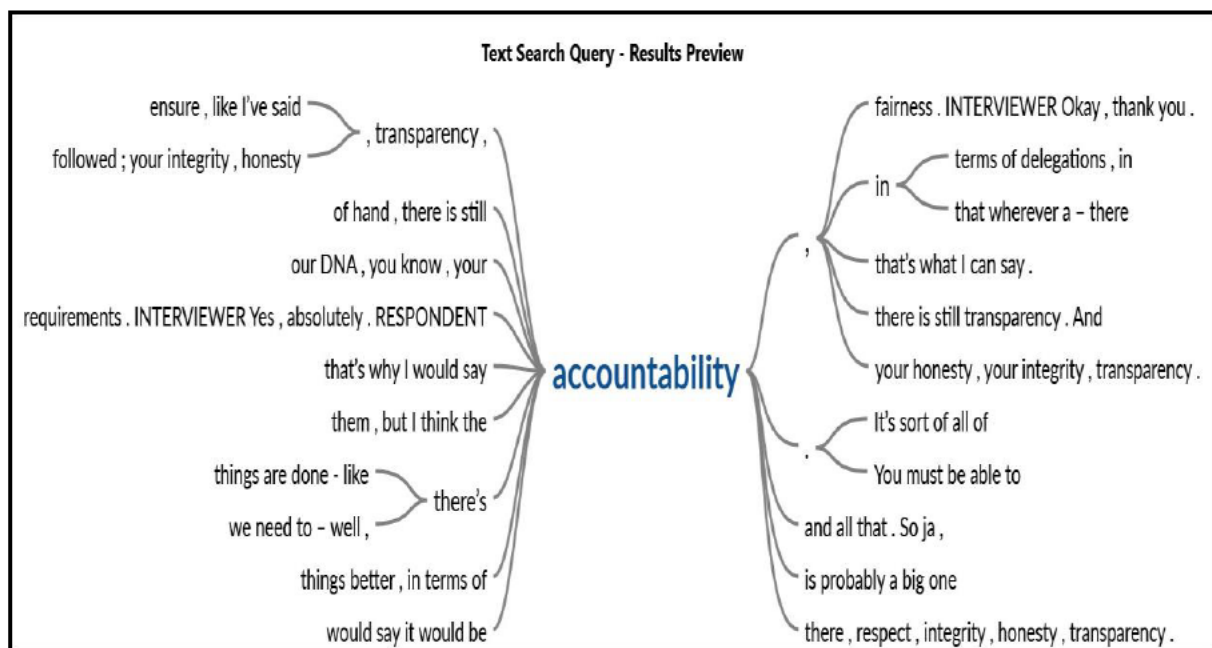 Text Search Query - Results Preview
ensure , like I've said
followed ; your integrity , honesty
, transparency ,
of hand , there is still
our DNA , you know , your
requirements . INTERVIEWER Yes , absolutely . RESPONDENT
that's why I would say
them , but I think the
things are done - like
we need to – well ,
there's
things better , in terms of
would say it would be
accountability
,
fairness . INTERVIEWER Okay , thank you .
in
terms of delegations , in
that wherever a – there
that's what I can say .
there is still transparency . And
your honesty , your integrity , transparency .
.
It's sort of all of
You must be able to
and all that . So ja ,
is probably a big one
there , respect , integrity , honesty , transparency .